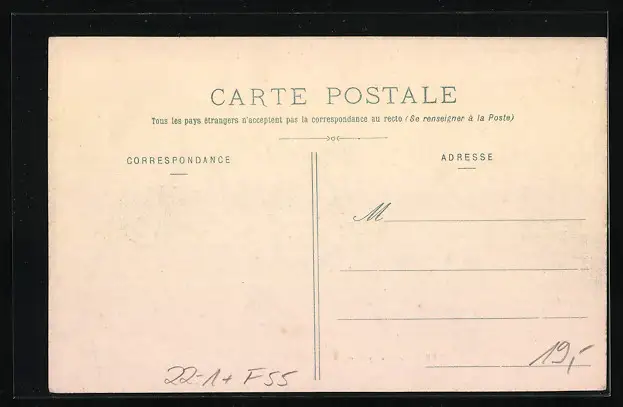 CARTE POSTALE
Tous les pays étrangers n'acceptent pas la correspondance au recto (Se renseigner à la Poste)
CORRESPONDANCE
ADRESSE
M
19,-
22-1+ F55